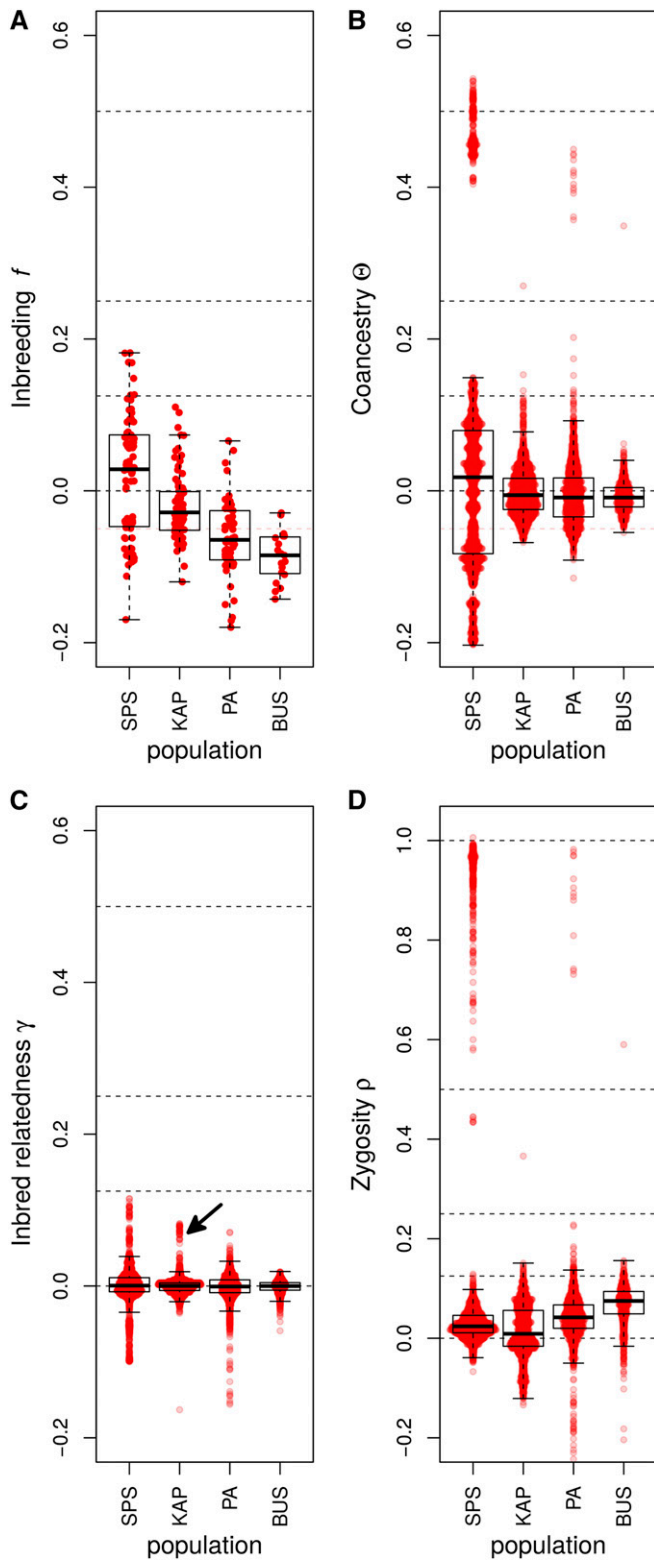 A
Inbreeding f
0.6
0.4
0.2
0.0
−0.2
SPS KAP PA BUS
population
B
Coancestry Θ
0.6
0.4
0.2
0.0
−0.2
SPS KAP PA BUS
population
C
Inbred relatedness γ
0.6
0.4
0.2
0.0
−0.2
SPS KAP PA BUS
population
D
Zygosity ρ
1.0
0.8
0.6
0.4
0.2
0.0
−0.2
SPS KAP PA BUS
population